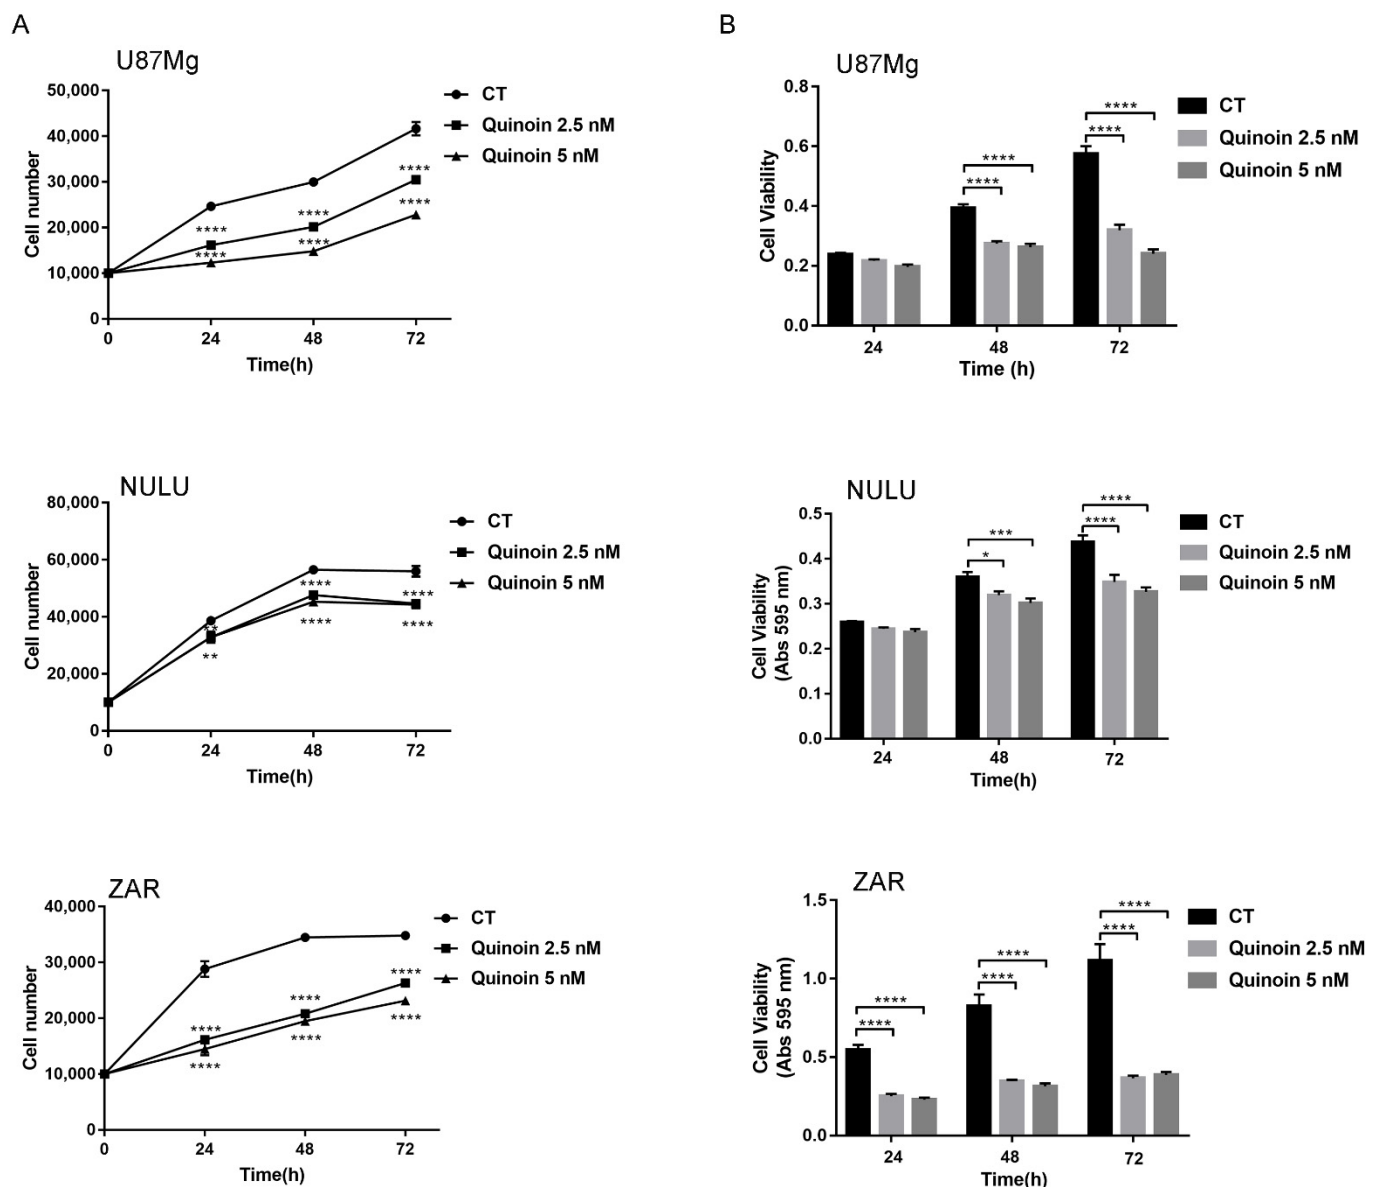 A
B
U87Mg
50,000
40,000
30,000
20,000
10,000
0
Cell number
0 24 48 72
Time(h)
CT
Quinoin 2.5 nM
Quinoin 5 nM
**** **** ****
**** **** ****
U87Mg
0.8
0.6
0.4
0.2
0.0
Cell Viability
24 48 72
Time (h)
CT
Quinoin 2.5 nM
Quinoin 5 nM
**** ****
**** ****
NULU
80,000
60,000
40,000
20,000
0
Cell number
0 24 48 72
Time(h)
CT
Quinoin 2.5 nM
Quinoin 5 nM
** **** ****
** **** ****
NULU
0.5
0.4
0.3
0.2
0.1
0.0
Cell Viability
(Abs 595 nm)
24 48 72
Time(h)
CT
Quinoin 2.5 nM
Quinoin 5 nM
*** ****
* ****
ZAR
40,000
30,000
20,000
10,000
0
Cell number
0 24 48 72
Time(h)
CT
Quinoin 2.5 nM
Quinoin 5 nM
**** **** ****
**** **** ****
ZAR
1.5
1.0
0.5
0.0
Cell Viability
(Abs 595 nm)
24 48 72
Time(h)
CT
Quinoin 2.5 nM
Quinoin 5 nM
**** **** ****
**** **** ****